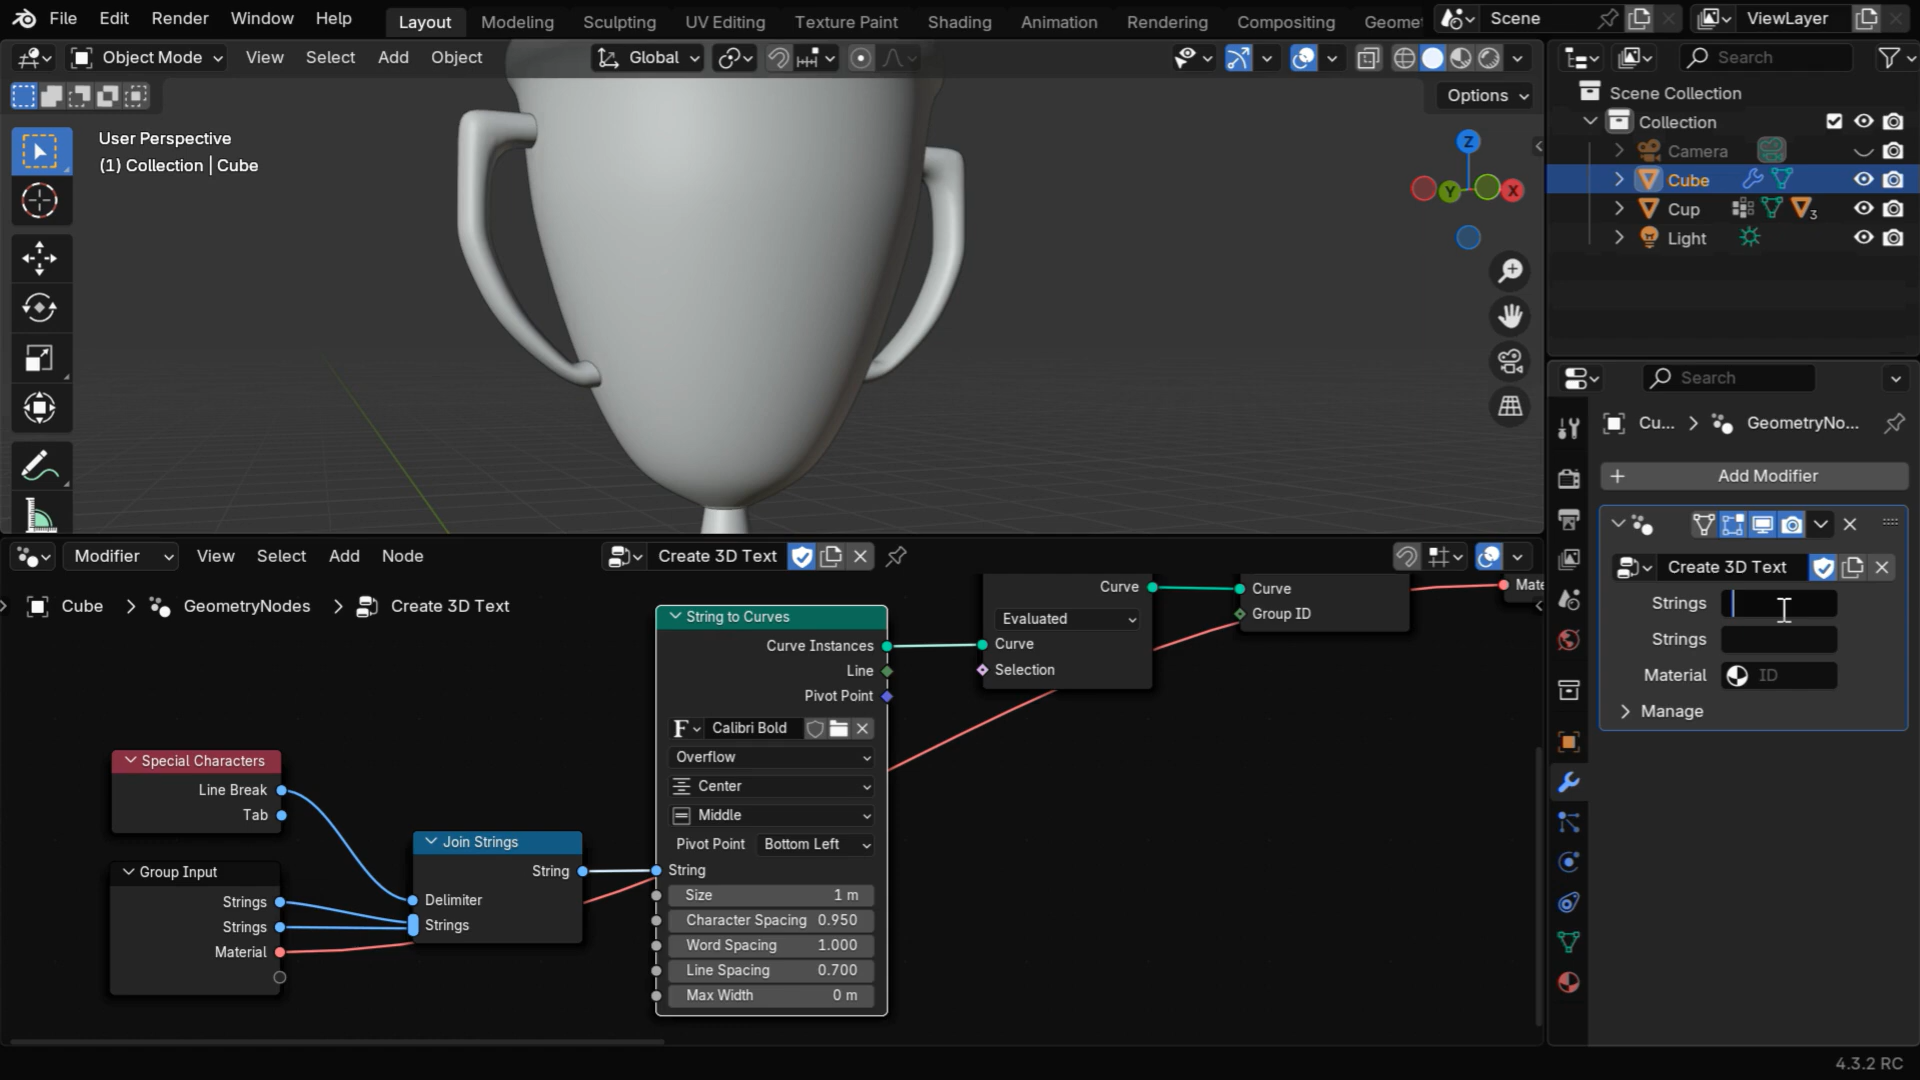 File Edit Render Window Help
Layout Modeling Sculpting UV Editing Texture Paint Shading Animation Rendering Compositing Geomet
Scene
ViewLayer
Object Mode View Select Add Object
Global
Options
User Perspective
(1) Collection | Cube
Z
Y
X
Search
Scene Collection
Collection
Camera
Cube
Cup
3
Light
Search
Cu...
GeometryNo...
Add Modifier
Create 3D Text
Strings
Strings
Material ID
Manage
Modifier View Select Add Node
Create 3D Text
Cube
GeometryNodes
Create 3D Text
Special Characters
Line Break
Tab
Group Input
Strings
Strings
Material
Join Strings
String
Delimiter
Strings
String to Curves
Curve Instances
Line
Pivot Point
F Calibri Bold
Overflow
Center
Middle
Pivot Point Bottom Left
String
Size 1 m
Character Spacing 0.950
Word Spacing 1.000
Line Spacing 0.700
Max Width 0 m
Curve
Evaluated
Curve
Selection
Curve
Group ID
Mate
4.3.2 RC